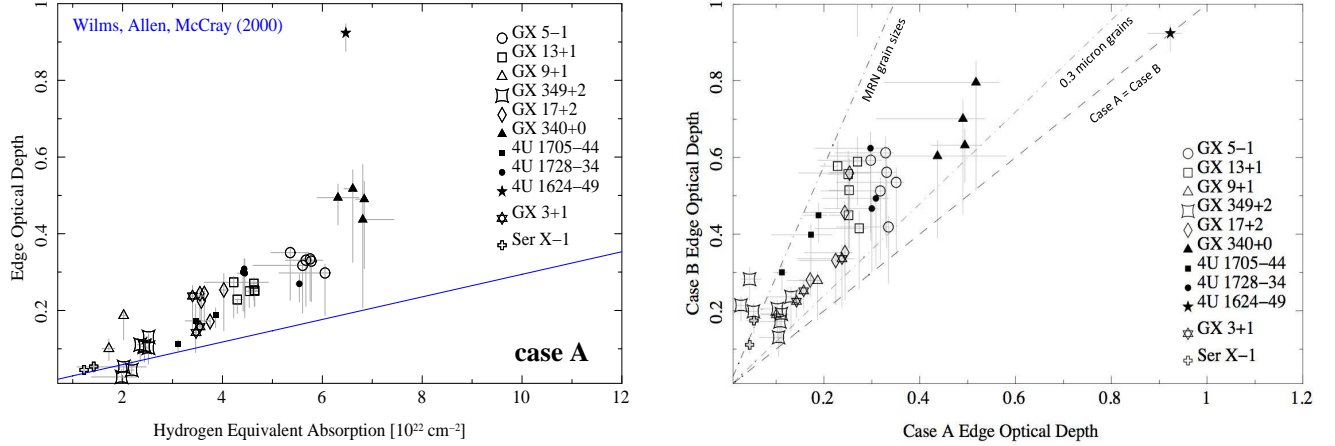 Wilms, Allen, McCray (2000)
GX 5−1
GX 13+1
GX 9+1
GX 349+2
GX 17+2
GX 340+0
4U 1705−44
4U 1728−34
4U 1624−49
GX 3+1
Ser X−1
case A
Edge Optical Depth
0.2
0.4
0.6
0.8
1
2
4
6
8
10
12
Hydrogen Equivalent Absorption [10²² cm⁻²]
MRN grain sizes
0.3 micron grains
Case A = Case B
GX 5−1
GX 13+1
GX 9+1
GX 349+2
GX 17+2
GX 340+0
4U 1705−44
4U 1728−34
4U 1624−49
GX 3+1
Ser X−1
Case B Edge Optical Depth
0.2
0.4
0.6
0.8
1
0.2
0.4
0.6
0.8
1
1.2
Case A Edge Optical Depth